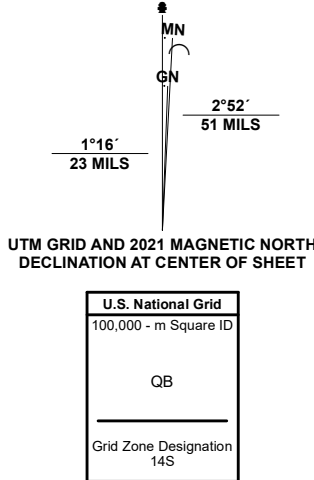 MN
GN
2°52´
51 MILS
1°16´
23 MILS
UTM GRID AND 2021 MAGNETIC NORTH
DECLINATION AT CENTER OF SHEET
U.S. National Grid
100,000 - m Square ID
QB
Grid Zone Designation
14S